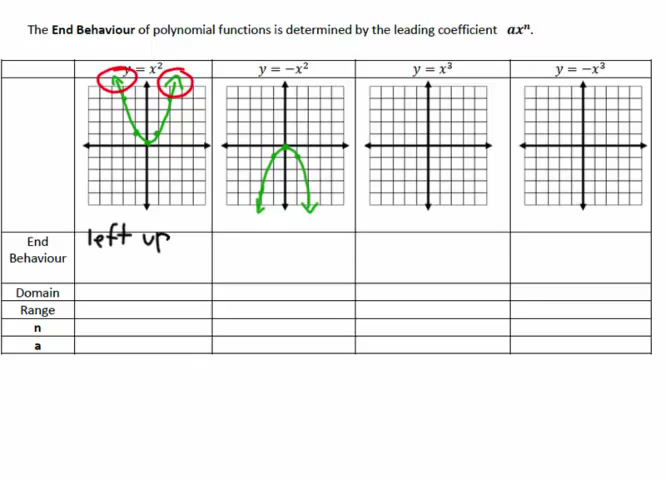 The End Behaviour of polynomial functions is determined by the leading coefficient axⁿ.
y = x² y = −x² y = x³ y = −x³
left up
End
Behaviour
Domain
Range
n
a